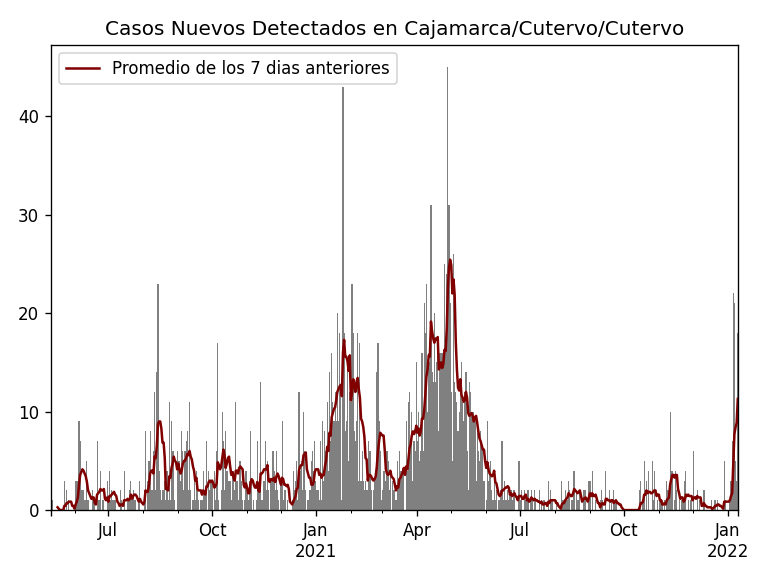 Casos Nuevos Detectados en Cajamarca/Cutervo/Cutervo
Promedio de los 7 dias anteriores
40
30
20
10
0
Jul Oct Jan Apr Jul Oct Jan
2021 2022